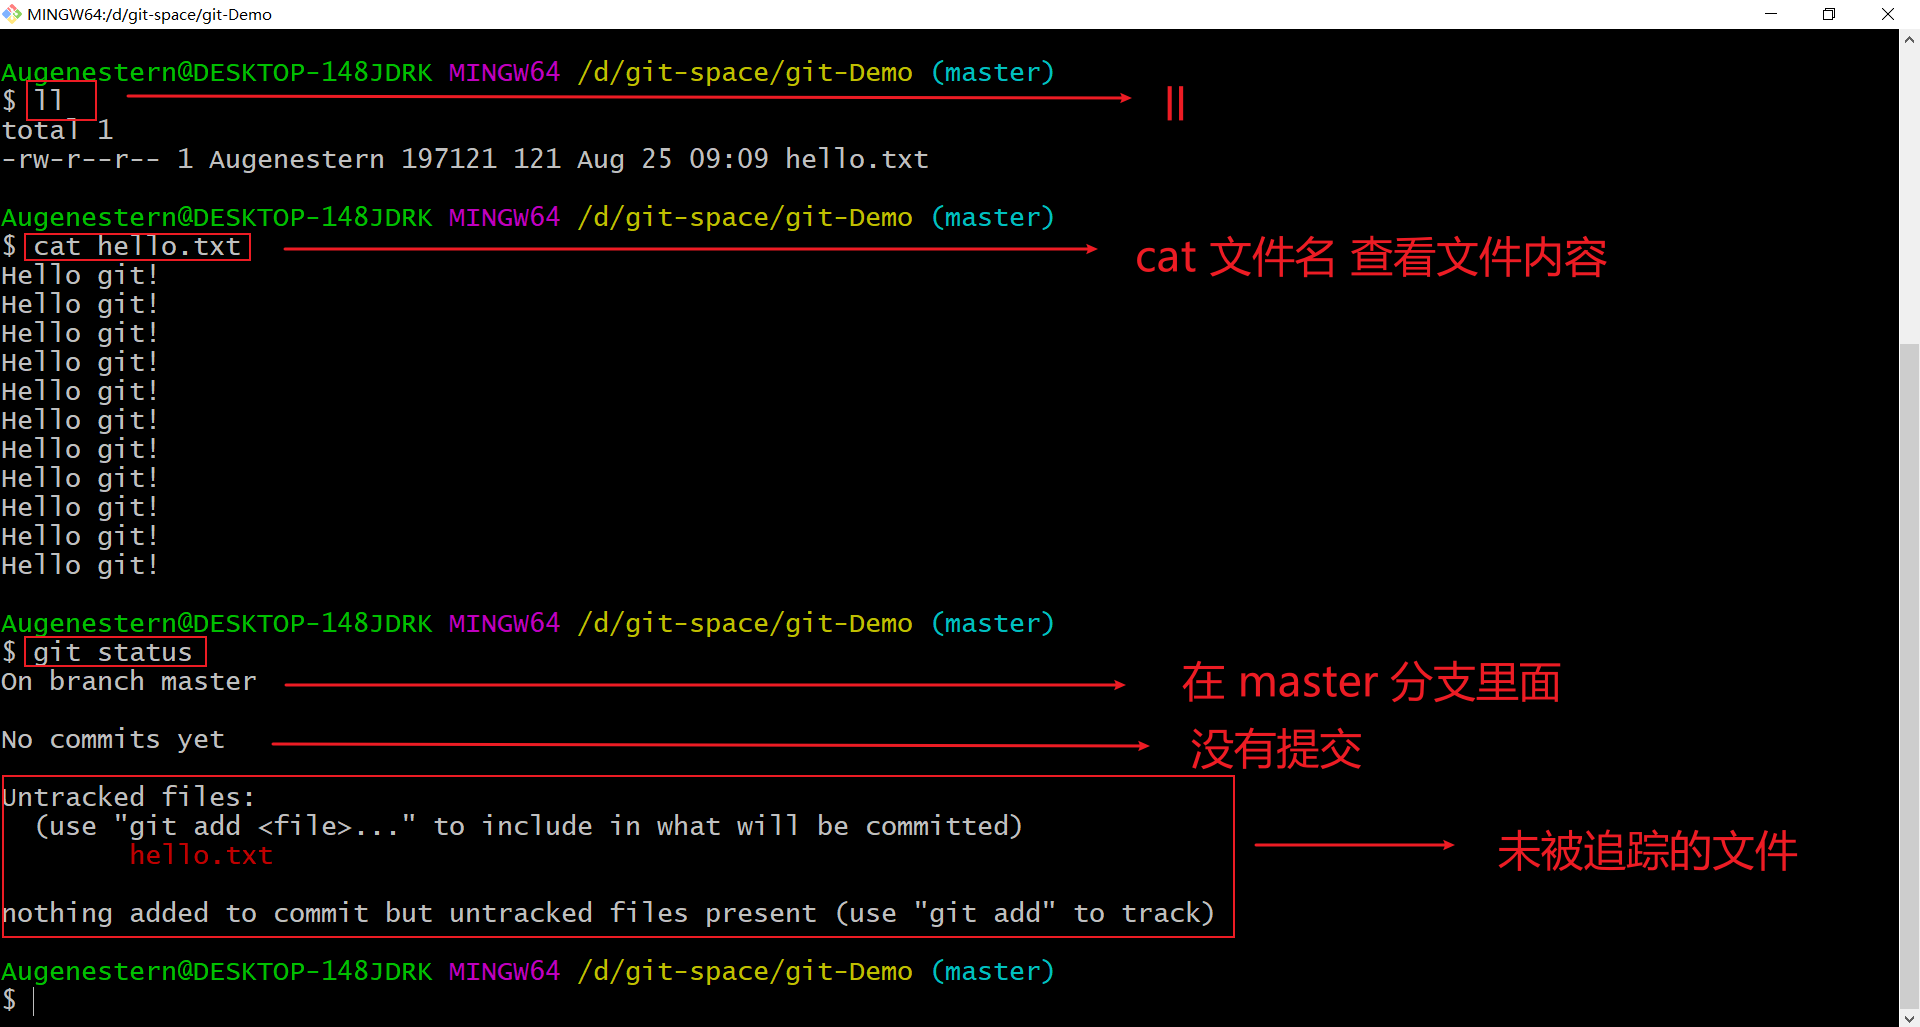 MINGW64:/d/git-space/git-Demo
Augenestern@DESKTOP-148JDRK MINGW64 /d/git-space/git-Demo (master)
$ ll
ll
total 1
-rw-r--r-- 1 Augenestern 197121 121 Aug 25 09:09 hello.txt
Augenestern@DESKTOP-148JDRK MINGW64 /d/git-space/git-Demo (master)
$ cat hello.txt
cat 文件名 查看文件内容
Hello git!
Hello git!
Hello git!
Hello git!
Hello git!
Hello git!
Hello git!
Hello git!
Hello git!
Hello git!
Hello git!
Augenestern@DESKTOP-148JDRK MINGW64 /d/git-space/git-Demo (master)
$ git status
On branch master
在 master 分支里面
No commits yet
没有提交
Untracked files:
(use "git add <file>..." to include in what will be committed)
hello.txt
未被追踪的文件
nothing added to commit but untracked files present (use "git add" to track)
Augenestern@DESKTOP-148JDRK MINGW64 /d/git-space/git-Demo (master)
$